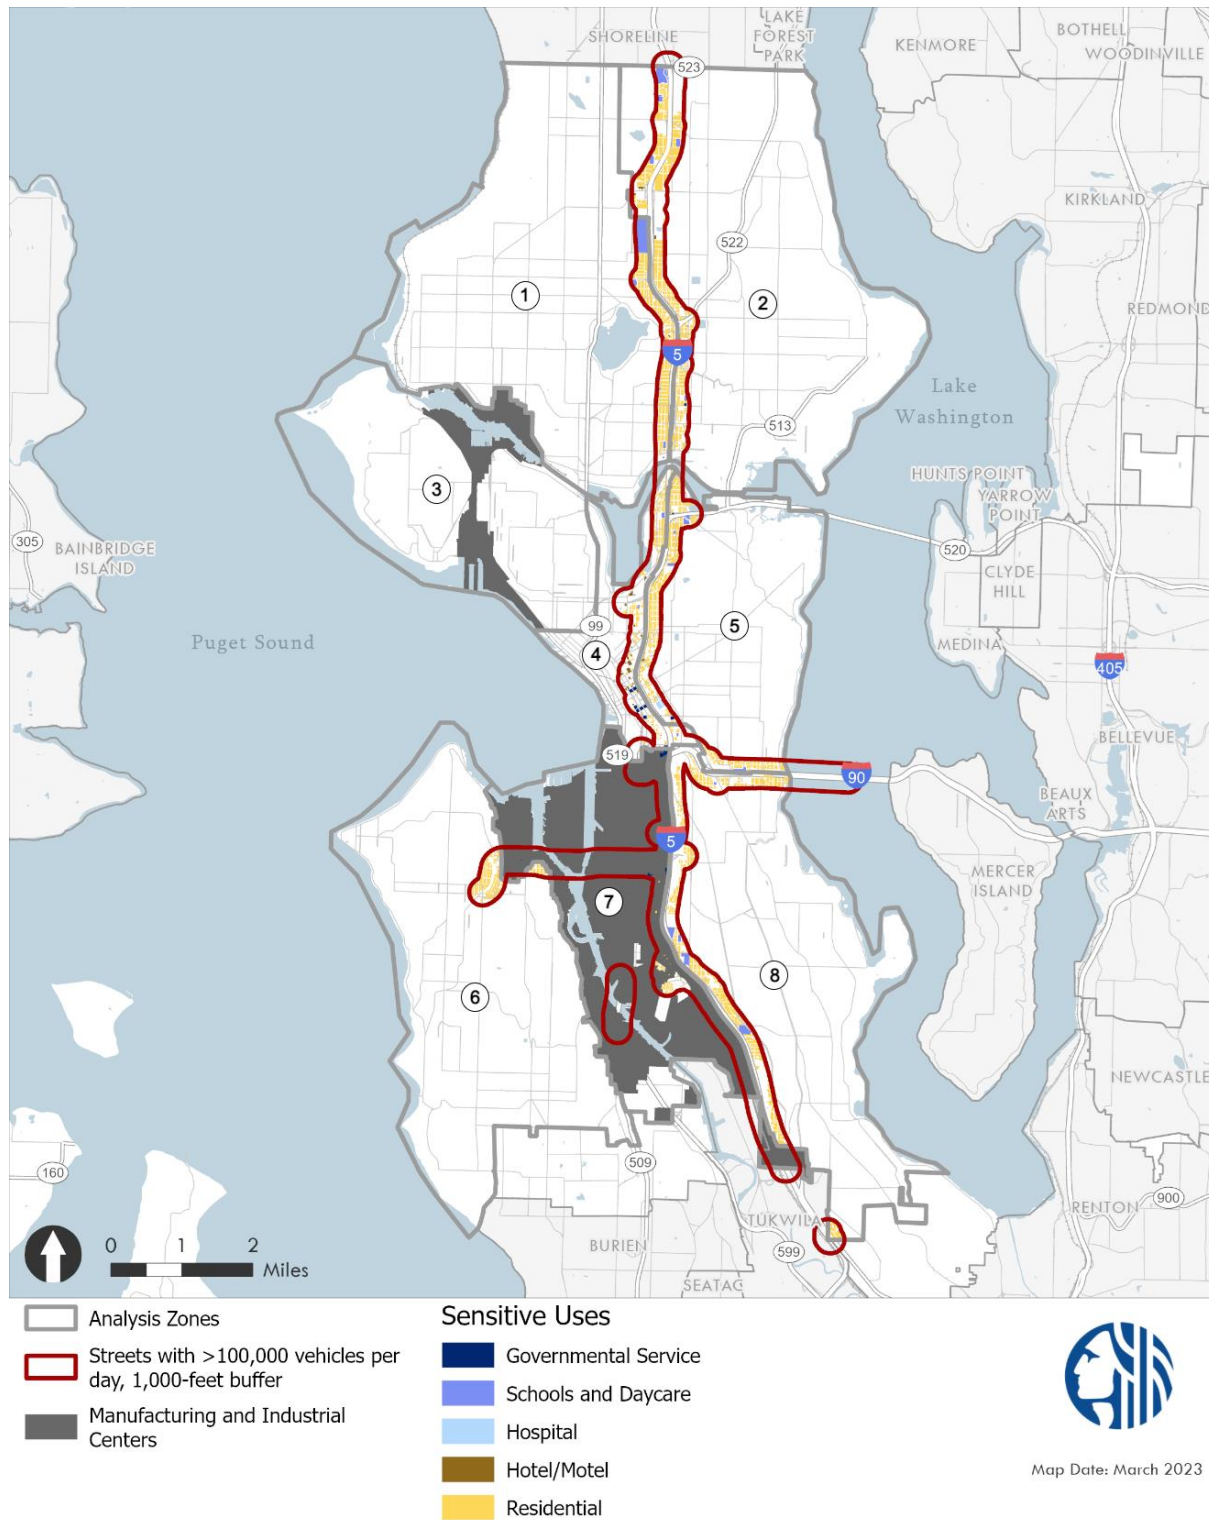 SHORELINE
LAKE
FOREST
PARK
KENMORE
BOTHELL
WOODINVILLE
523
KIRKLAND
522
1
2
REDMOND
5
Lake
Washington
513
3
HUNTS POINT
YARROW
POINT
305
BAINBRIDGE
ISLAND
520
CLYDE
HILL
99
5
Puget Sound
4
MEDINA
405
519
BELLEVUE
90
BEAUX
ARTS
5
MERCER
ISLAND
7
8
6
NEWCASTLE
509
160
TUKWILA
RENTON
900
BURIEN
599
SEATAC
0 1 2
Miles
Analysis Zones
Streets with >100,000 vehicles per
day, 1,000-feet buffer
Manufacturing and Industrial
Centers
Sensitive Uses
Governmental Service
Schools and Daycare
Hospital
Hotel/Motel
Residential
Map Date: March 2023